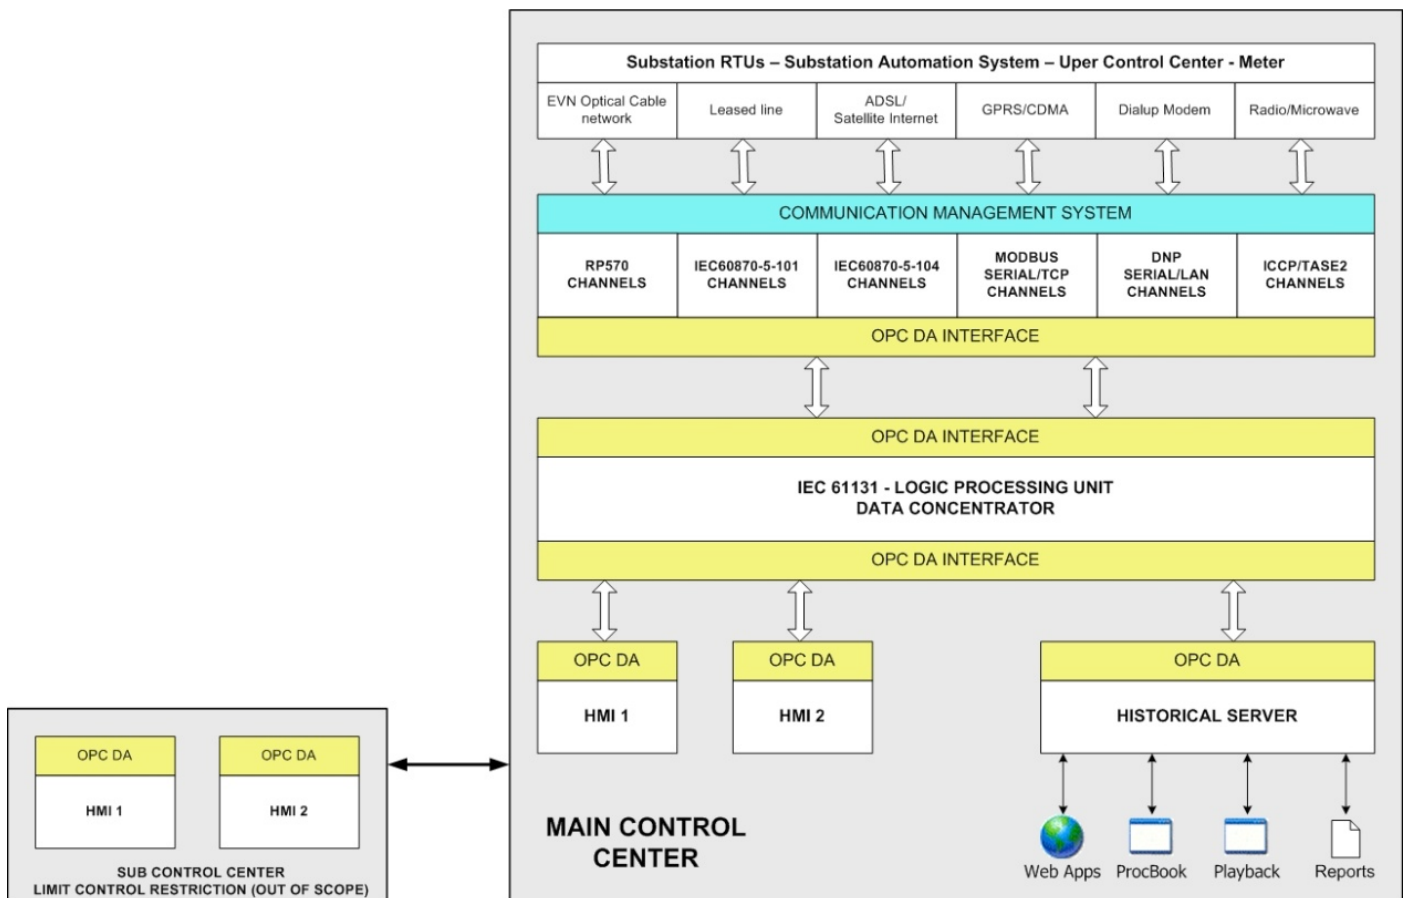 Substation RTUs – Substation Automation System – Uper Control Center - Meter
EVN Optical Cable
network
Leased line
ADSL/
Satellite Internet
GPRS/CDMA
Dialup Modem
Radio/Microwave
COMMUNICATION MANAGEMENT SYSTEM
RP570
CHANNELS
IEC60870-5-101
CHANNELS
IEC60870-5-104
CHANNELS
MODBUS
SERIAL/TCP
CHANNELS
DNP
SERIAL/LAN
CHANNELS
ICCP/TASE2
CHANNELS
OPC DA INTERFACE
OPC DA INTERFACE
IEC 61131 - LOGIC PROCESSING UNIT
DATA CONCENTRATOR
OPC DA INTERFACE
OPC DA
HMI 1
OPC DA
HMI 2
OPC DA
HISTORICAL SERVER
Web Apps
ProcBook
Playback
Reports
MAIN CONTROL
CENTER
OPC DA
HMI 1
OPC DA
HMI 2
SUB CONTROL CENTER
LIMIT CONTROL RESTRICTION (OUT OF SCOPE)